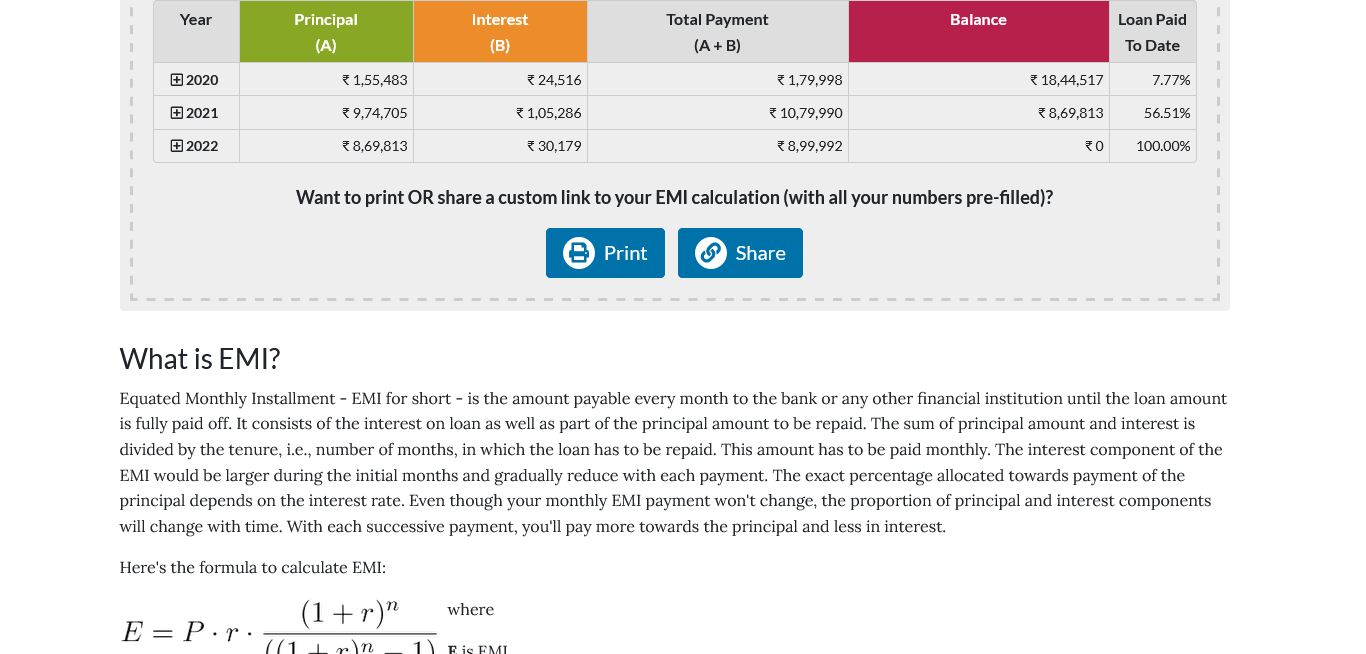 Year Principal Interest Total Payment Balance Loan Paid
(A) (B) (A + B) To Date
2020 ₹ 1,55,483 ₹ 24,516 ₹ 1,79,998 ₹ 18,44,517 7.77%
2021 ₹ 9,74,705 ₹ 1,05,286 ₹ 10,79,990 ₹ 8,69,813 56.51%
2022 ₹ 8,69,813 ₹ 30,179 ₹ 8,99,992 ₹ 0 100.00%
Want to print OR share a custom link to your EMI calculation (with all your numbers pre-filled)?
Print Share
What is EMI?
Equated Monthly Installment - EMI for short - is the amount payable every month to the bank or any other financial institution until the loan amount
is fully paid off. It consists of the interest on loan as well as part of the principal amount to be repaid. The sum of principal amount and interest is
divided by the tenure, i.e., number of months, in which the loan has to be repaid. This amount has to be paid monthly. The interest component of the
EMI would be larger during the initial months and gradually reduce with each payment. The exact percentage allocated towards payment of the
principal depends on the interest rate. Even though your monthly EMI payment won't change, the proportion of principal and interest components
will change with time. With each successive payment, you'll pay more towards the principal and less in interest.
Here's the formula to calculate EMI:
E = P · r · (1 + r)^n / ((1 + r)^n − 1) where
E is EMI